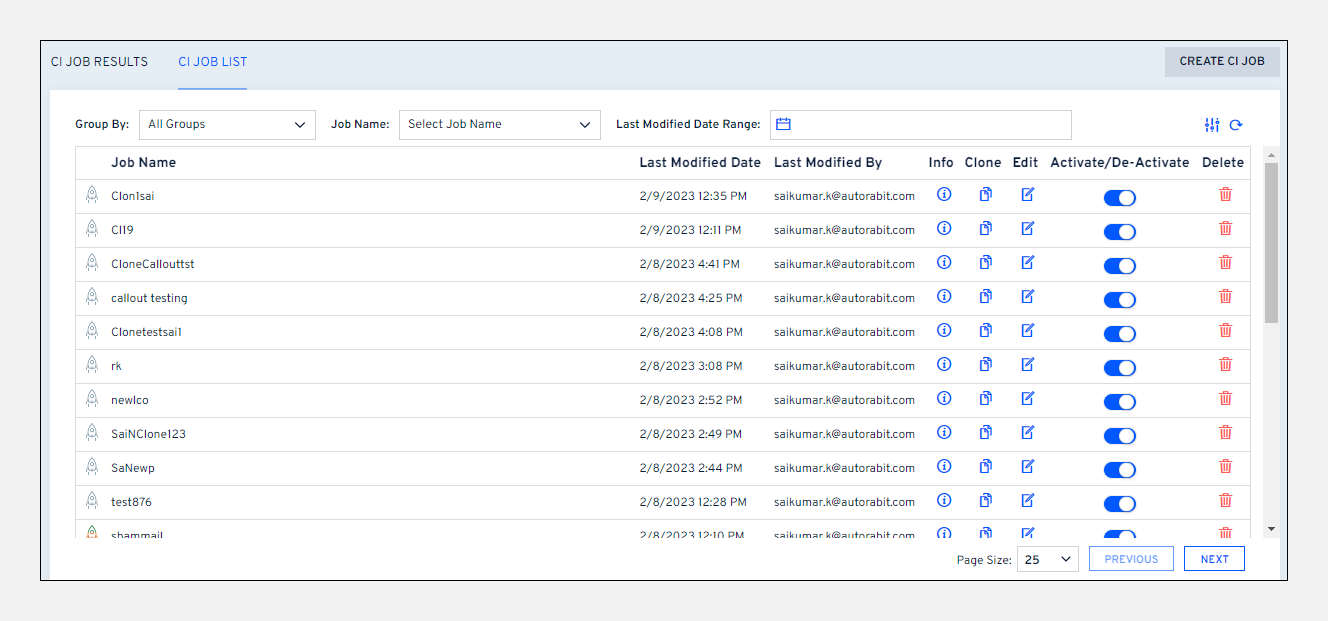 CI JOB RESULTS CI JOB LIST CREATE CI JOB
Group By: All Groups Job Name: Select Job Name Last Modified Date Range:
Job Name Last Modified Date Last Modified By Info Clone Edit Activate/De-Activate Delete
Clon1sai 2/9/2023 12:35 PM saikumar.k@autorabit.com
CI19 2/9/2023 12:11 PM saikumar.k@autorabit.com
CloneCallouttst 2/8/2023 4:41 PM saikumar.k@autorabit.com
callout testing 2/8/2023 4:25 PM saikumar.k@autorabit.com
Clonetestsai1 2/8/2023 4:08 PM saikumar.k@autorabit.com
rk 2/8/2023 3:08 PM saikumar.k@autorabit.com
newIco 2/8/2023 2:52 PM saikumar.k@autorabit.com
SaiNClone123 2/8/2023 2:49 PM saikumar.k@autorabit.com
SaNewp 2/8/2023 2:44 PM saikumar.k@autorabit.com
test876 2/8/2023 12:28 PM saikumar.k@autorabit.com
shammail 2/8/2023 12:10 PM saikumar.k@autorabit.com
Page Size: 25 PREVIOUS NEXT